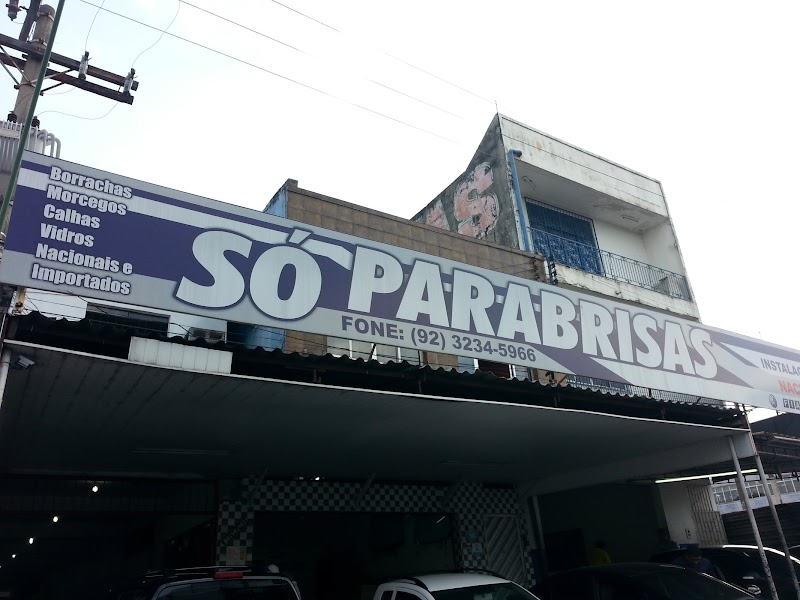 Borrachas
Morcegos
Calhas
Vidros
Nacionais e
Importados
SÓ PARABRISAS
FONE: (92) 3234-5966